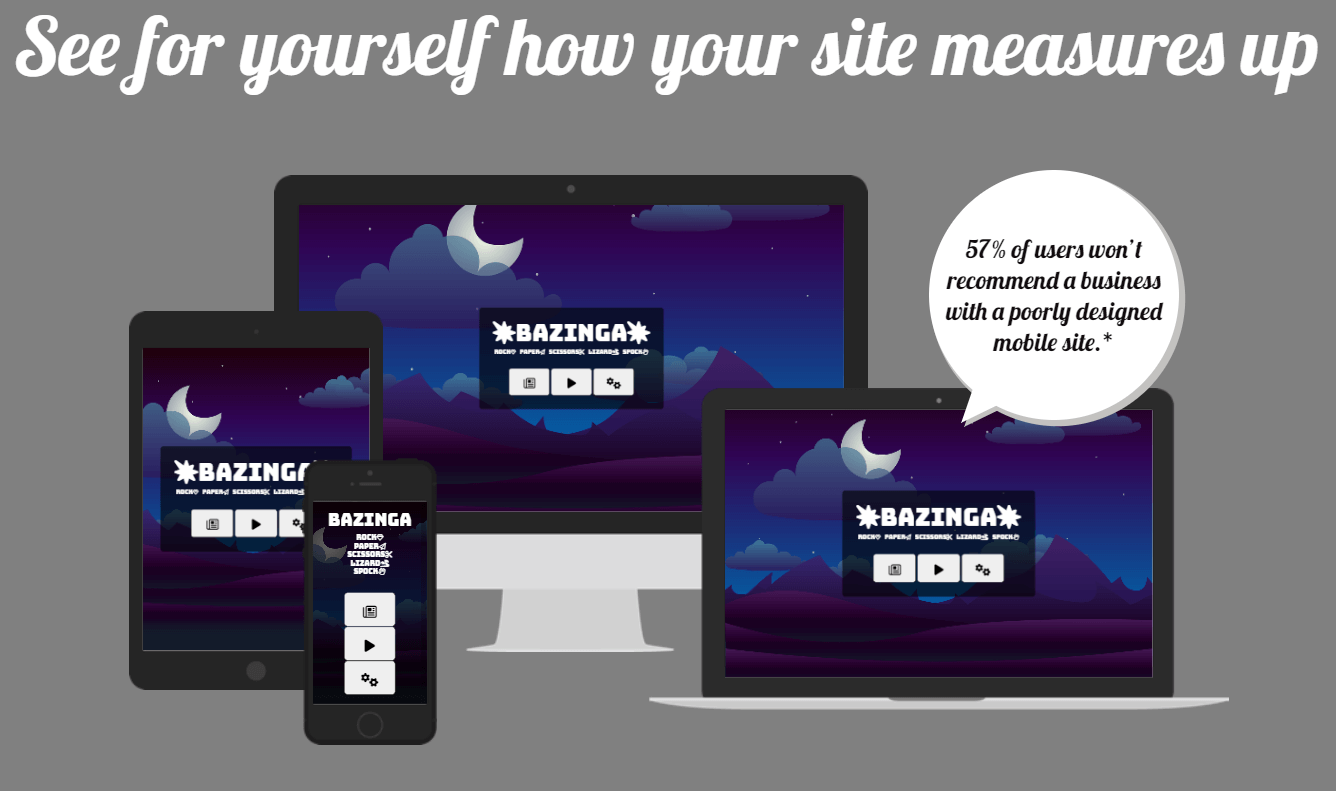 See for yourself how your site measures up
57% of users won't
recommend a business
with a poorly designed
mobile site.*
BAZINGA
ROCK PAPER SCISSORS LIZARD SPOCK
BAZINGA
ROCK PAPER SCISSORS LIZARD
BAZINGA
ROCK
PAPER
SCISSORS
LIZARD
SPOCK
BAZINGA
ROCK PAPER SCISSORS LIZARD SPOCK